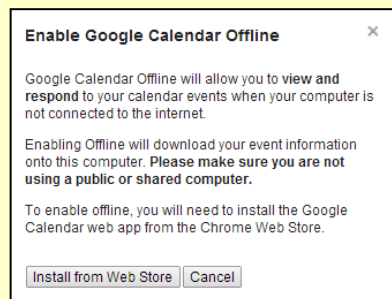 Enable Google Calendar Offline ×
Google Calendar Offline will allow you to view and
respond to your calendar events when your computer is
not connected to the internet.
Enabling Offline will download your event information
onto this computer. Please make sure you are not
using a public or shared computer.
To enable offline, you will need to install the Google
Calendar web app from the Chrome Web Store.
Install from Web Store Cancel